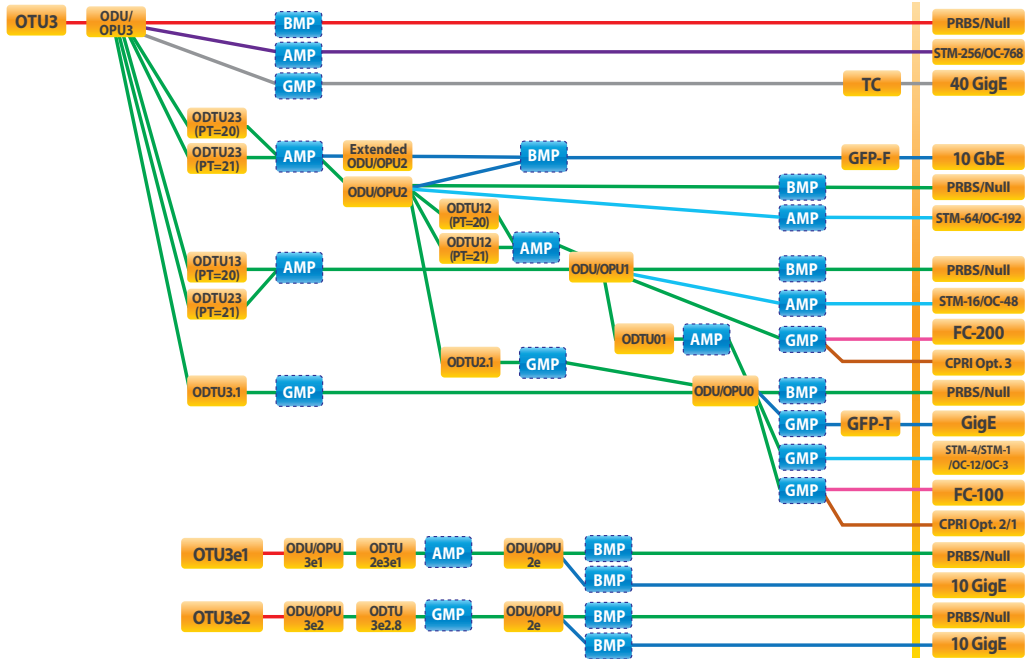 OTU3
ODU/
OPU3
BMP
PRBS/Null
AMP
STM-256/OC-768
GMP
TC
40 GigE
ODTU23
(PT=20)
ODTU23
(PT=21)
AMP
Extended
ODU/OPU2
BMP
GFP-F
10 GbE
ODU/OPU2
BMP
PRBS/Null
ODTU12
(PT=20)
AMP
STM-64/OC-192
ODTU12
(PT=21)
AMP
ODTU13
(PT=20)
AMP
ODU/OPU1
BMP
PRBS/Null
ODTU23
(PT=21)
AMP
STM-16/OC-48
ODTU01
AMP
GMP
FC-200
CPRI Opt. 3
ODTU2.1
GMP
ODTU3.1
GMP
ODU/OPU0
BMP
PRBS/Null
GMP
GFP-T
GigE
GMP
STM-4/STM-1
/OC-12/OC-3
GMP
FC-100
CPRI Opt. 2/1
OTU3e1
ODU/OPU
3e1
ODTU
2e3e1
AMP
ODU/OPU
2e
BMP
PRBS/Null
BMP
10 GigE
OTU3e2
ODU/OPU
3e2
ODTU
3e2.8
GMP
ODU/OPU
2e
BMP
PRBS/Null
BMP
10 GigE